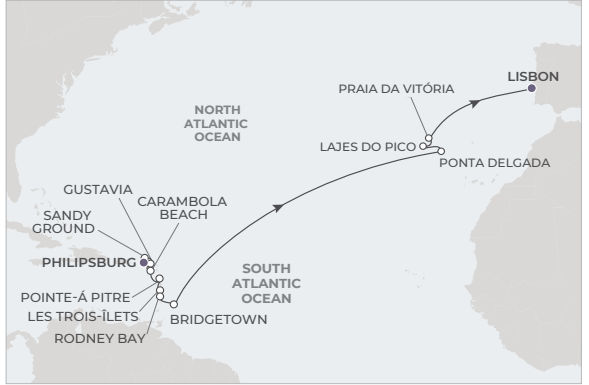 LISBON
PRAIA DA VITÓRIA
NORTH
ATLANTIC
OCEAN
LAJES DO PICO
PONTA DELGADA
GUSTAVIA
CARAMBOLA
BEACH
SANDY
GROUND
PHILIPSBURG
SOUTH
ATLANTIC
OCEAN
POINTE-Á PITRE
LES TROIS-ÎLETS
BRIDGETOWN
RODNEY BAY